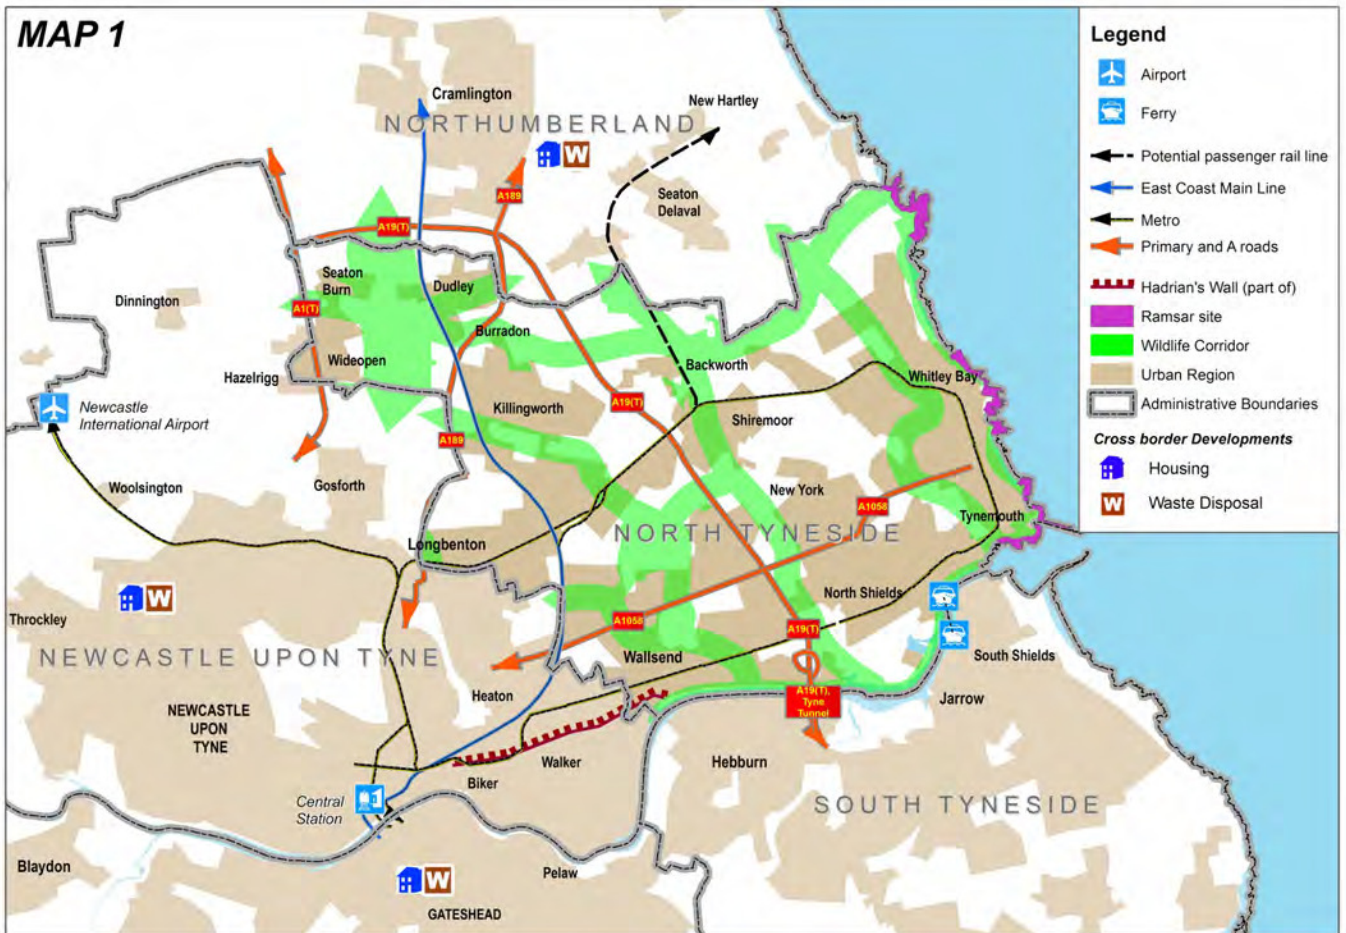 MAP 1
Legend
Airport
Ferry
Potential passenger rail line
East Coast Main Line
Metro
Primary and A roads
Hadrian's Wall (part of)
Ramsar site
Wildlife Corridor
Urban Region
Administrative Boundaries
Cross border Developments
Housing
W Waste Disposal
Cramlington
New Hartley
NORTHUMBERLAND
W
A189
Seaton
Delaval
A19(T)
Seaton
Burn
Dudley
Dinnington
A1(T)
Burradon
Wideopen
Backworth
Hazelrigg
Whitley Bay
Newcastle
International Airport
Killingworth
A19(T)
Shiremoor
A189
Woolsington
Gosforth
New York
A1058
Tynemouth
NORTH TYNESIDE
Longbenton
W
North Shields
Throckley
A1058
A19(T)
NEWCASTLE UPON TYNE
Wallsend
South Shields
Heaton
A19(T),
Tyne
Tunnel
Jarrow
NEWCASTLE
UPON
TYNE
Walker
Hebburn
Biker
Central
Station
SOUTH TYNESIDE
Blaydon
Pelaw
W
GATESHEAD